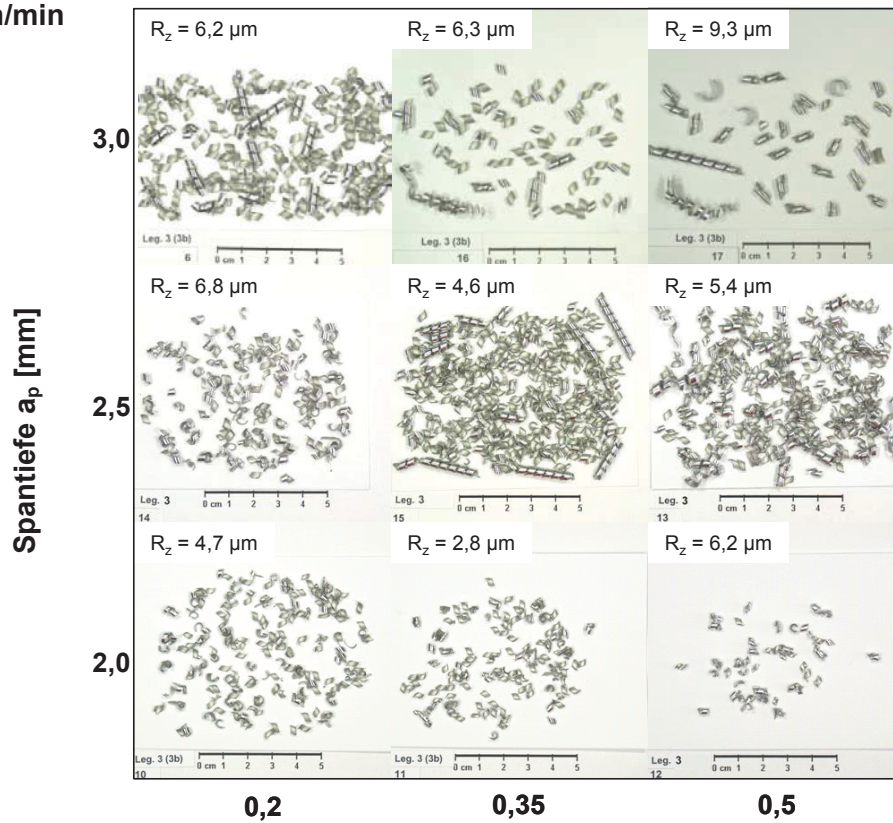 /min
R_z = 6,2 µm
R_z = 6,3 µm
R_z = 9,3 µm
3,0
Leg. 3 (3b)
6
0 cm 1 2 3 4 5
Leg. 3 (3b)
16
0 cm 1 2 3 4 5
Leg. 3 (3b)
17
0 cm 1 2 3 4 5
R_z = 6,8 µm
R_z = 4,6 µm
R_z = 5,4 µm
Spantiefe a_p [mm]
2,5
Leg. 3
14
0 cm 1 2 3 4 5
Leg. 3
15
0 cm 1 2 3 4 5
Leg. 3
13
0 cm 1 2 3 4 5
R_z = 4,7 µm
R_z = 2,8 µm
R_z = 6,2 µm
2,0
Leg. 3 (3b)
10
0 cm 1 2 3 4 5
Leg. 3 (3b)
11
0 cm 1 2 3 4 5
Leg. 3
12
0 cm 1 2 3 4 5
0,2
0,35
0,5